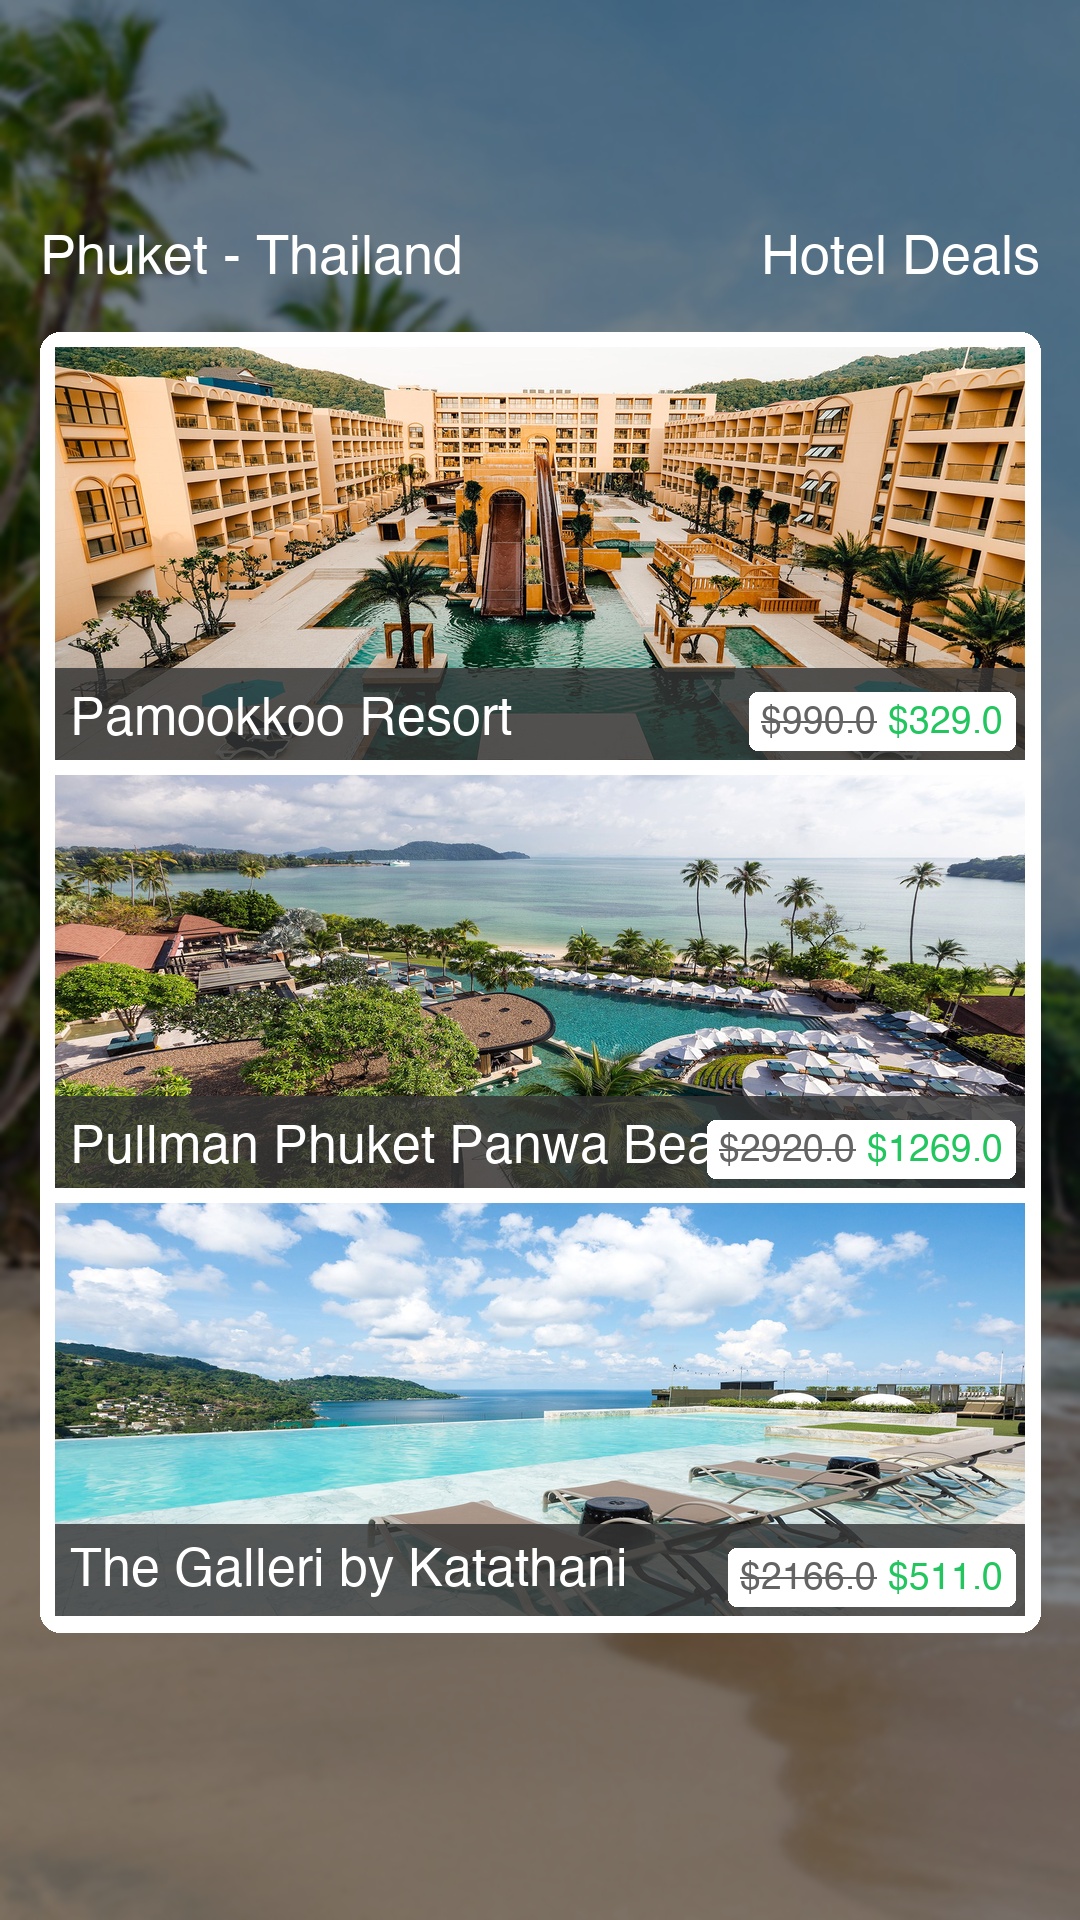 Phuket - Thailand Hotel Deals
Pamookkoo Resort $990.0 $329.0
Pullman Phuket Panwa Bea $2920.0 $1269.0
The Galleri by Katathani $2166.0 $511.0